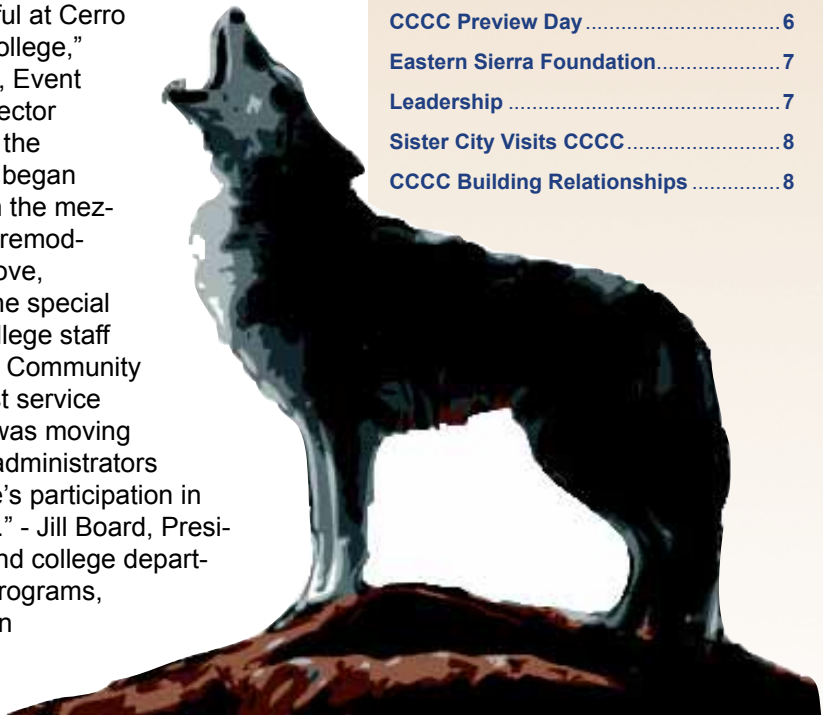 ful at Cerro
ollege,”
, Event
ector
the
began
the mez-
remod-
ove,
he special
llege staff
Community
st service
was moving
administrators
e’s participation in
.” - Jill Board, Presi-
nd college depart-
rograms,
n
CCCC Preview Day.............................6
Eastern Sierra Foundation....................7
Leadership ............................................7
Sister City Visits CCCC.........................8
CCCC Building Relationships ...............8